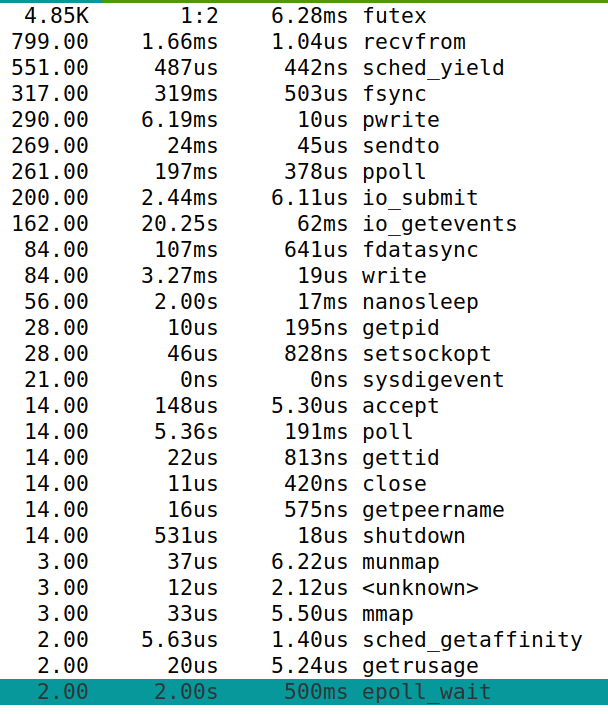 4.85K 1:2 6.28ms futex
799.00 1.66ms 1.04us recvfrom
551.00 487us 442ns sched_yield
317.00 319ms 503us fsync
290.00 6.19ms 10us pwrite
269.00 24ms 45us sendto
261.00 197ms 378us ppoll
200.00 2.44ms 6.11us io_submit
162.00 20.25s 62ms io_getevents
84.00 107ms 641us fdatasync
84.00 3.27ms 19us write
56.00 2.00s 17ms nanosleep
28.00 10us 195ns getpid
28.00 46us 828ns setsockopt
21.00 0ns 0ns sysdigevent
14.00 148us 5.30us accept
14.00 5.36s 191ms poll
14.00 22us 813ns gettid
14.00 11us 420ns close
14.00 16us 575ns getpeername
14.00 531us 18us shutdown
3.00 37us 6.22us munmap
3.00 12us 2.12us <unknown>
3.00 33us 5.50us mmap
2.00 5.63us 1.40us sched_getaffinity
2.00 20us 5.24us getrusage
2.00 2.00s 500ms epoll_wait